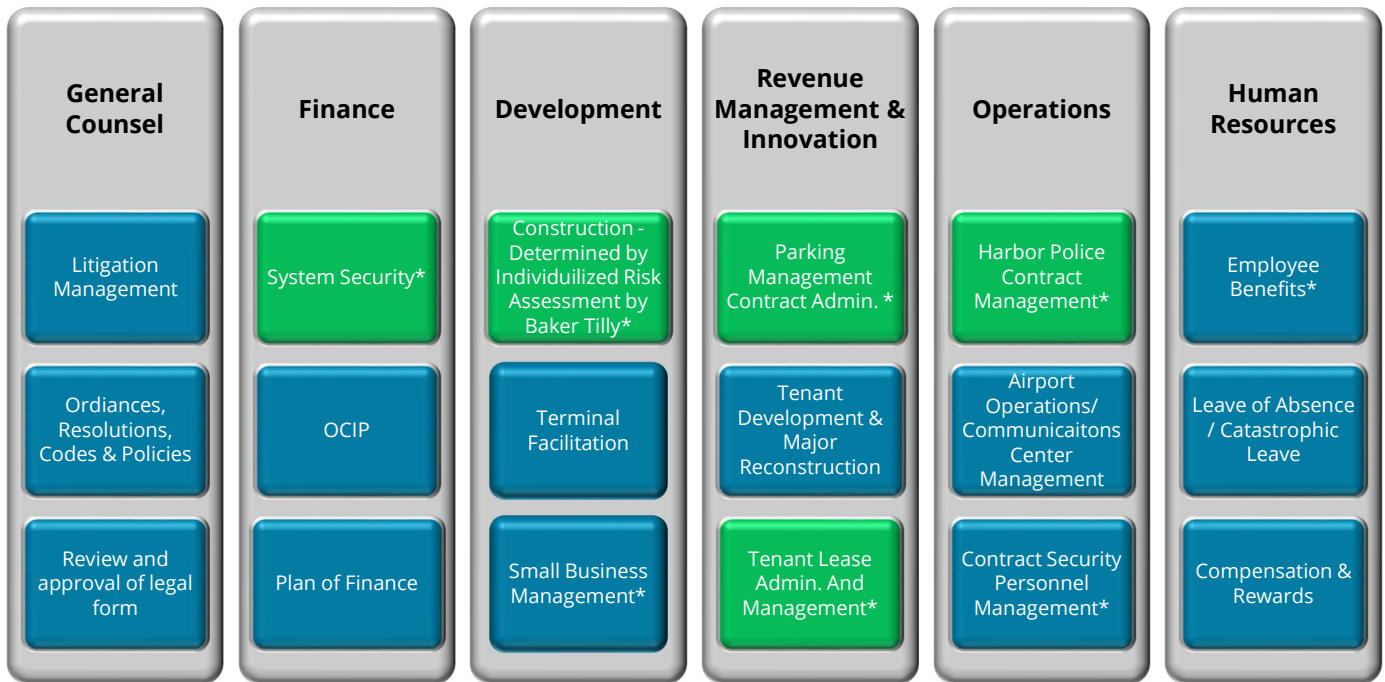 General
Counsel
Litigation
Management
Ordiances,
Resolutions,
Codes & Policies
Review and
approval of legal
form
Finance
System Security*
OCIP
Plan of Finance
Development
Construction -
Determined by
Individuilized Risk
Assessment by
Baker Tilly*
Terminal
Facilitation
Small Business
Management*
Revenue
Management &
Innovation
Parking
Management
Contract Admin. *
Tenant
Development &
Major
Reconstruction
Tenant Lease
Admin. And
Management*
Operations
Harbor Police
Contract
Management*
Airport
Operations/
Communicaitons
Center
Management
Contract Security
Personnel
Management*
Human
Resources
Employee
Benefits*
Leave of Absence
/ Catastrophic
Leave
Compensation &
Rewards